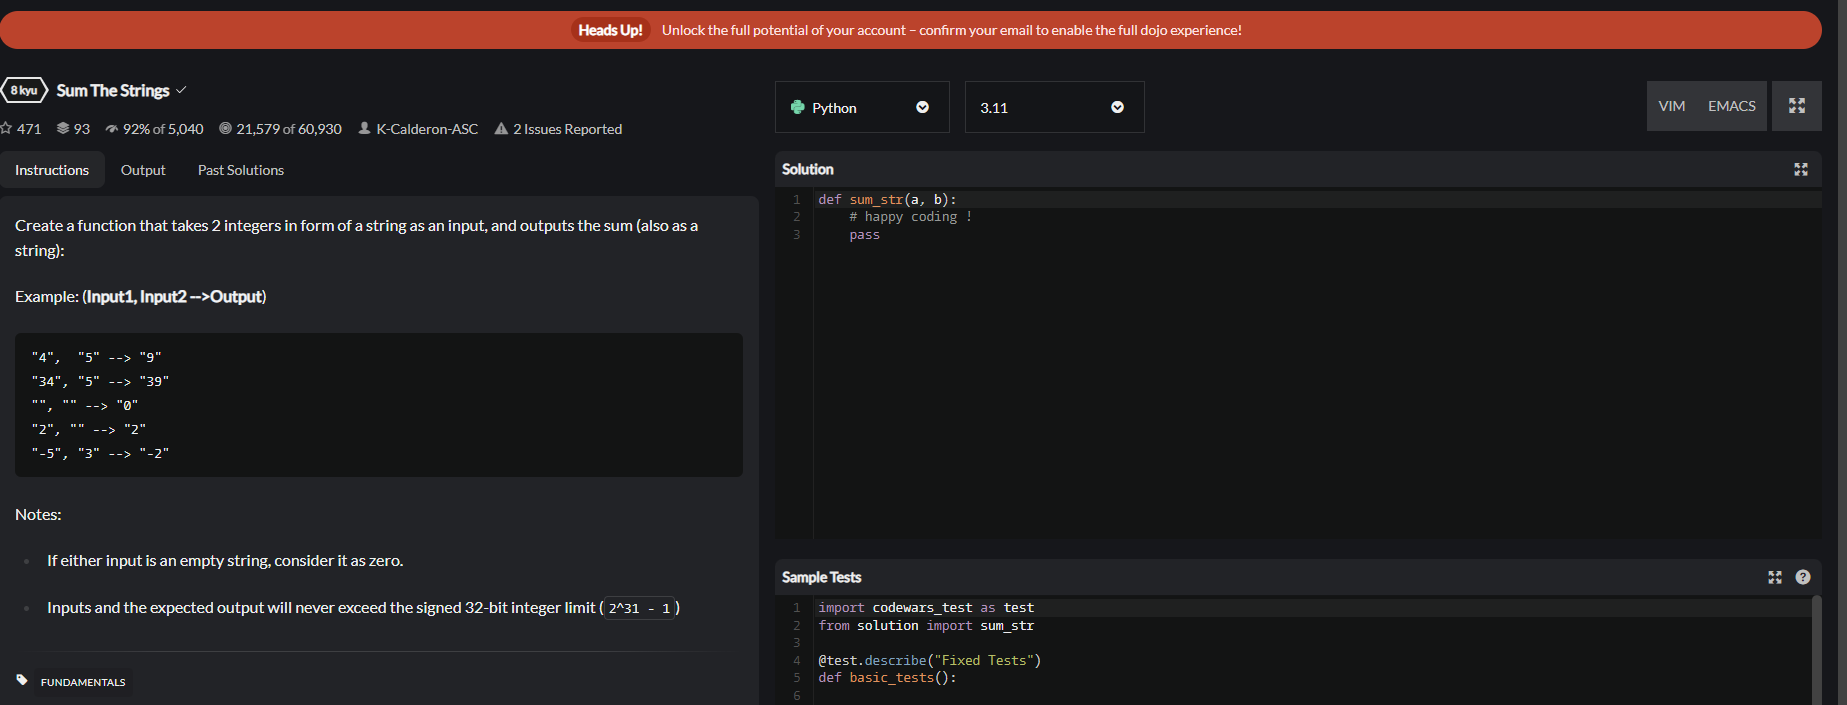 Heads Up! Unlock the full potential of your account – confirm your email to enable the full dojo experience!
8 kyu Sum The Strings
471 93 92% of 5,040 21,579 of 60,930 K-Calderon-ASC 2 Issues Reported
Instructions Output Past Solutions
Create a function that takes 2 integers in form of a string as an input, and outputs the sum (also as a
string):
Example: (Input1, Input2 -->Output)
"4",  "5" --> "9"
"34", "5" --> "39"
"", "" --> "0"
"2", "" --> "2"
"-5", "3" --> "-2"
Notes:
If either input is an empty string, consider it as zero.
Inputs and the expected output will never exceed the signed 32-bit integer limit (2^31 - 1)
FUNDAMENTALS
Python 3.11 VIM EMACS
Solution
1 def sum_str(a, b):
2     # happy coding !
3     pass
Sample Tests ?
1 import codewars_test as test
2 from solution import sum_str
3
4 @test.describe("Fixed Tests")
5 def basic_tests():
6